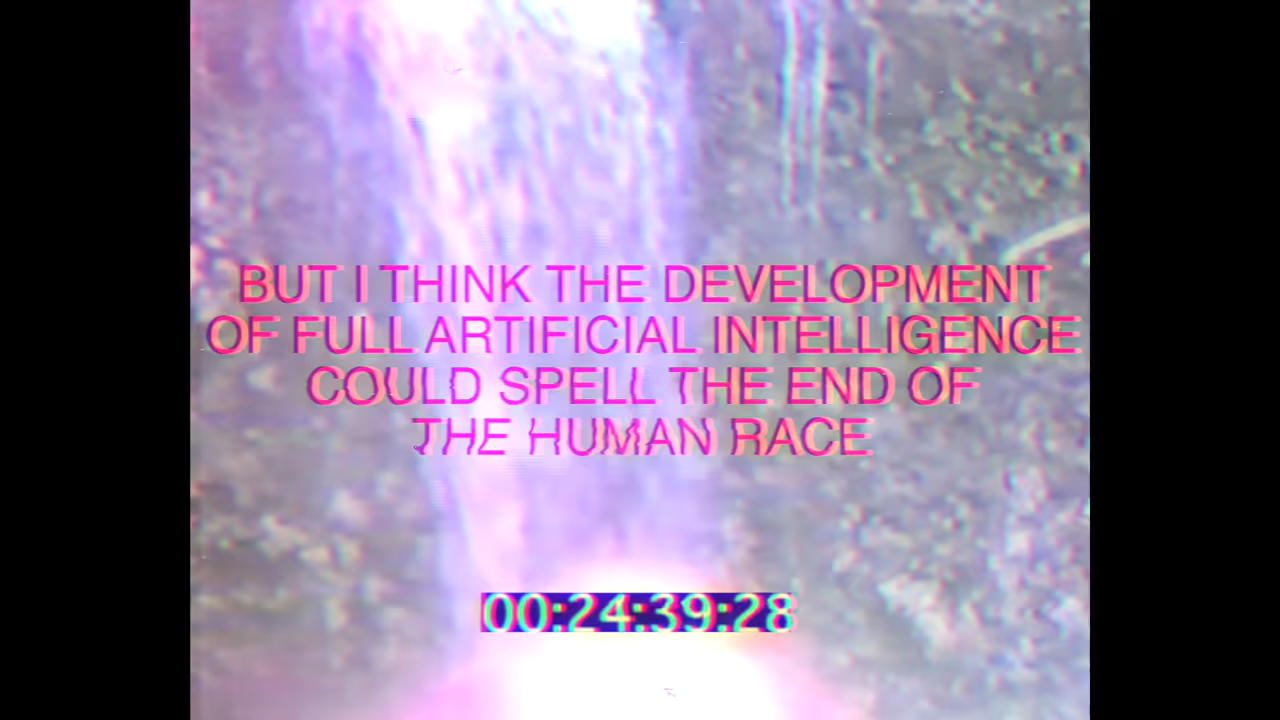 BUT I THINK THE DEVELOPMENT
OF FULL ARTIFICIAL INTELLIGENCE
COULD SPELL THE END OF
THE HUMAN RACE
00:24:39:28